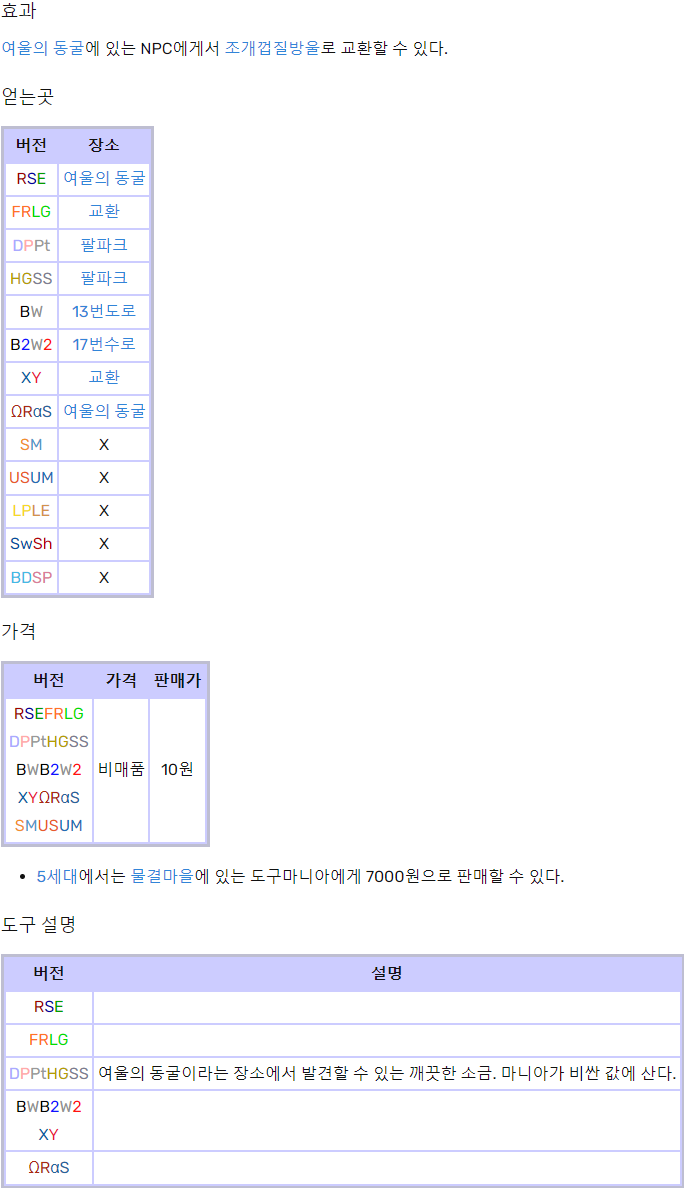 효과
여울의 동굴에 있는 NPC에게서 조개껍질방울로 교환할 수 있다.
얻는곳
버전 장소
RSE 여울의 동굴
FRLG 교환
DPPt 팔파크
HGSS 팔파크
BW 13번도로
B2W2 17번수로
XY 교환
ΩRαS 여울의 동굴
SM X
USUM X
LPLE X
SwSh X
BDSP X
가격
버전 가격 판매가
RSEFRLG
DPPtHGSS
BWB2W2 비매품 10원
XYΩRαS
SMUSUM
• 5세대에서는 물결마을에 있는 도구마니아에게 7000원으로 판매할 수 있다.
도구 설명
버전 설명
RSE
FRLG
DPPtHGSS 여울의 동굴이라는 장소에서 발견할 수 있는 깨끗한 소금. 마니아가 비싼 값에 산다.
BWB2W2
XY
ΩRαS